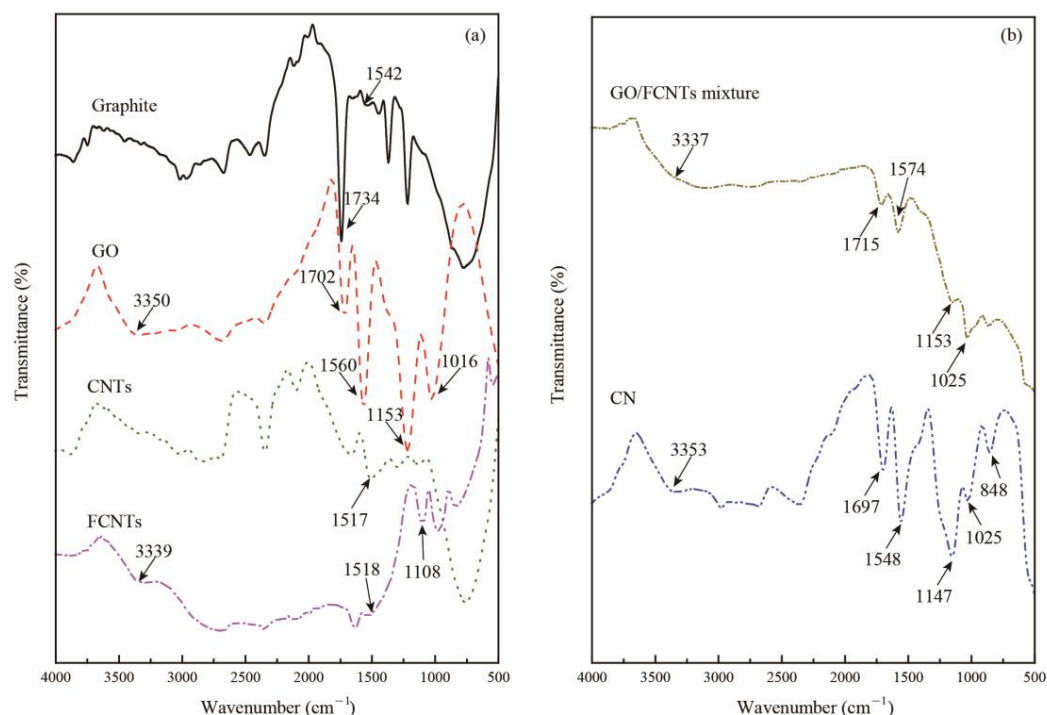 (a)
1542
Graphite
1734
GO
1702
3350
1560
1016
CNTs
1153
1517
FCNTs
3339
1518
1108
Transmittance (%)
4000 3500 3000 2500 2000 1500 1000 500
Wavenumber (cm⁻¹)
(b)
GO/FCNTs mixture
3337
1574
1715
1153
1025
CN
3353
848
1697
1025
1548
1147
Transmittance (%)
4000 3500 3000 2500 2000 1500 1000 500
Wavenumber (cm⁻¹)